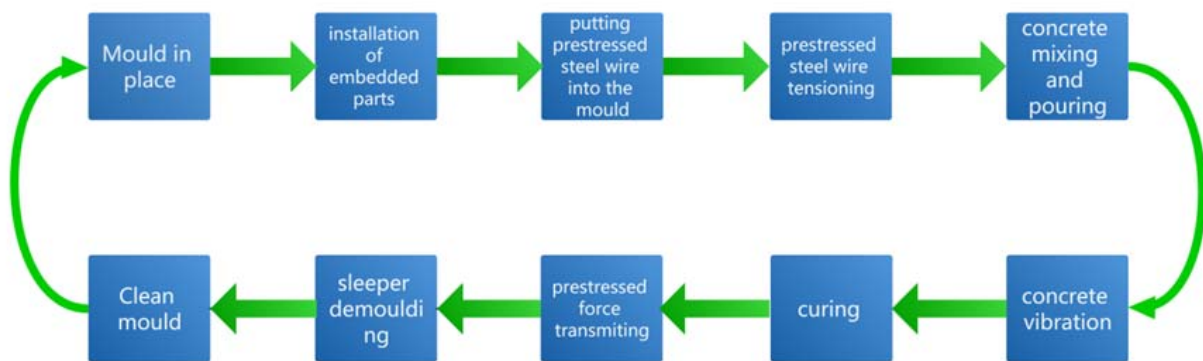 Mould in
place
installation
of
embedded
parts
putting
prestressed
steel wire
into the
mould
prestressed
steel wire
tensioning
concrete
mixing
and
pouring
Clean
mould
sleeper
demouldi
ng
prestressed
force
transmiting
curing
concrete
vibration